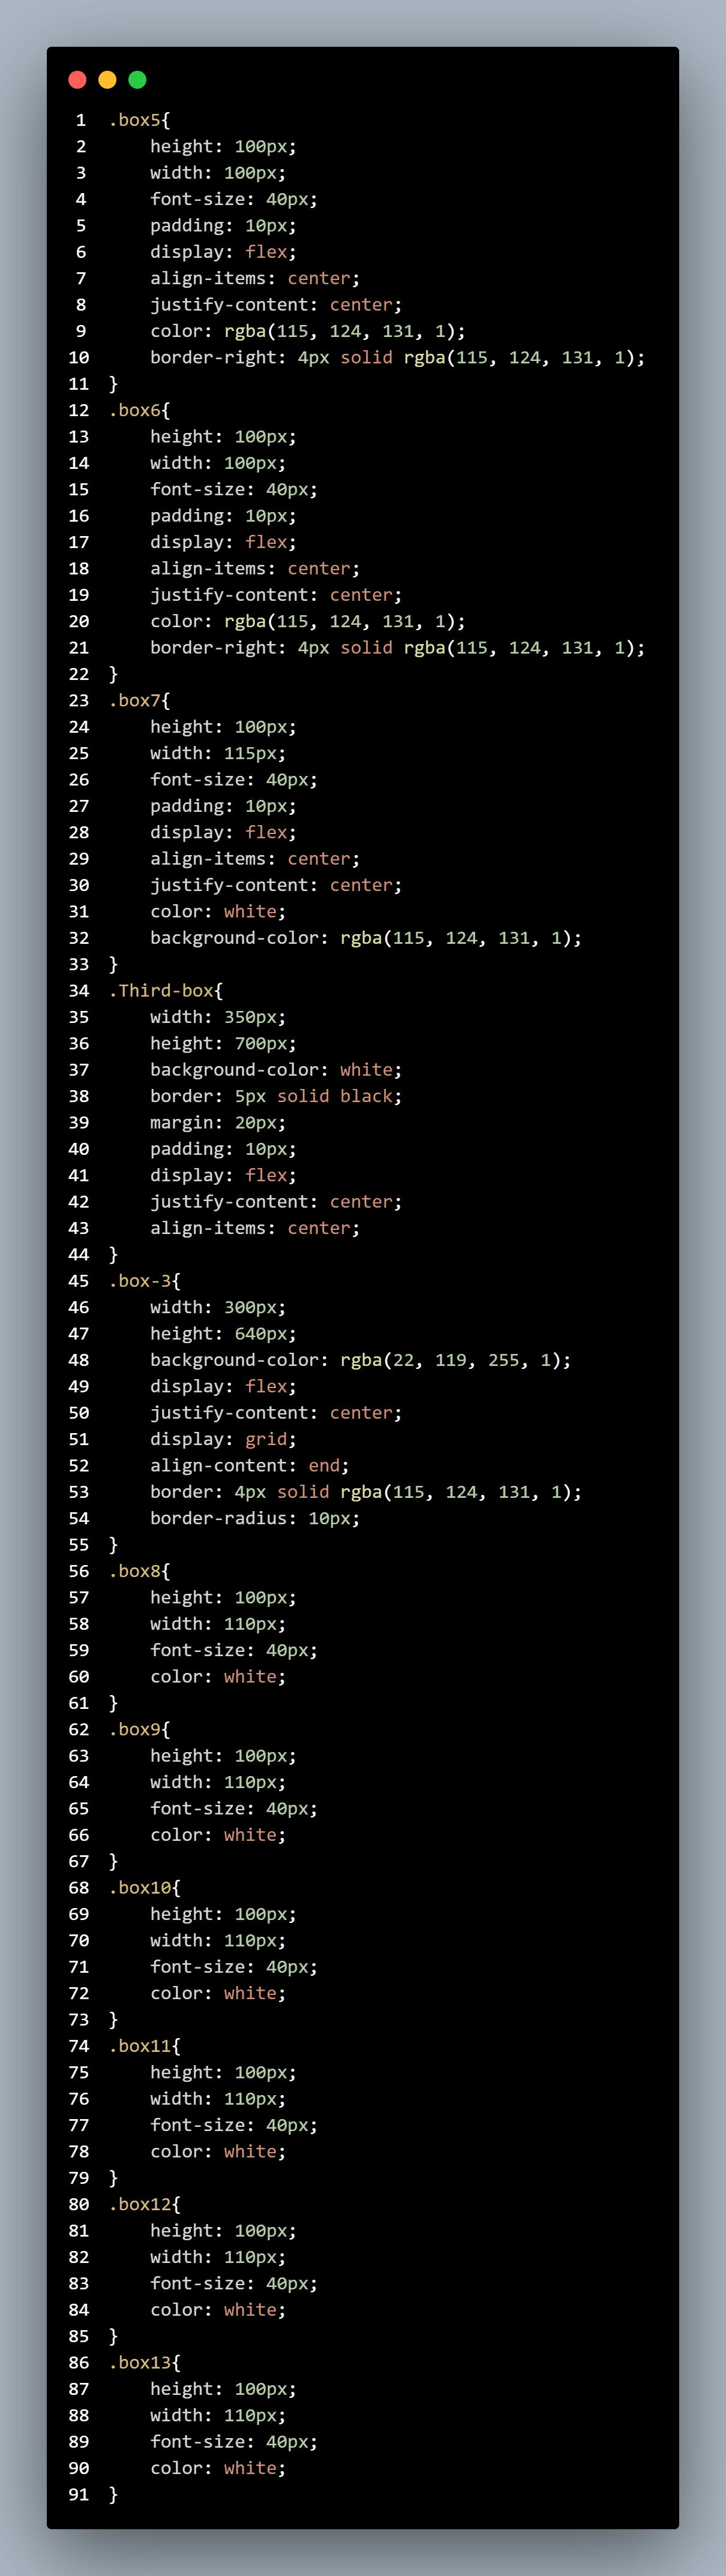 1 .box5{
2     height: 100px;
3     width: 100px;
4     font-size: 40px;
5     padding: 10px;
6     display: flex;
7     align-items: center;
8     justify-content: center;
9     color: rgba(115, 124, 131, 1);
10     border-right: 4px solid rgba(115, 124, 131, 1);
11 }
12 .box6{
13     height: 100px;
14     width: 100px;
15     font-size: 40px;
16     padding: 10px;
17     display: flex;
18     align-items: center;
19     justify-content: center;
20     color: rgba(115, 124, 131, 1);
21     border-right: 4px solid rgba(115, 124, 131, 1);
22 }
23 .box7{
24     height: 100px;
25     width: 115px;
26     font-size: 40px;
27     padding: 10px;
28     display: flex;
29     align-items: center;
30     justify-content: center;
31     color: white;
32     background-color: rgba(115, 124, 131, 1);
33 }
34 .Third-box{
35     width: 350px;
36     height: 700px;
37     background-color: white;
38     border: 5px solid black;
39     margin: 20px;
40     padding: 10px;
41     display: flex;
42     justify-content: center;
43     align-items: center;
44 }
45 .box-3{
46     width: 300px;
47     height: 640px;
48     background-color: rgba(22, 119, 255, 1);
49     display: flex;
50     justify-content: center;
51     display: grid;
52     align-content: end;
53     border: 4px solid rgba(115, 124, 131, 1);
54     border-radius: 10px;
55 }
56 .box8{
57     height: 100px;
58     width: 110px;
59     font-size: 40px;
60     color: white;
61 }
62 .box9{
63     height: 100px;
64     width: 110px;
65     font-size: 40px;
66     color: white;
67 }
68 .box10{
69     height: 100px;
70     width: 110px;
71     font-size: 40px;
72     color: white;
73 }
74 .box11{
75     height: 100px;
76     width: 110px;
77     font-size: 40px;
78     color: white;
79 }
80 .box12{
81     height: 100px;
82     width: 110px;
83     font-size: 40px;
84     color: white;
85 }
86 .box13{
87     height: 100px;
88     width: 110px;
89     font-size: 40px;
90     color: white;
91 }